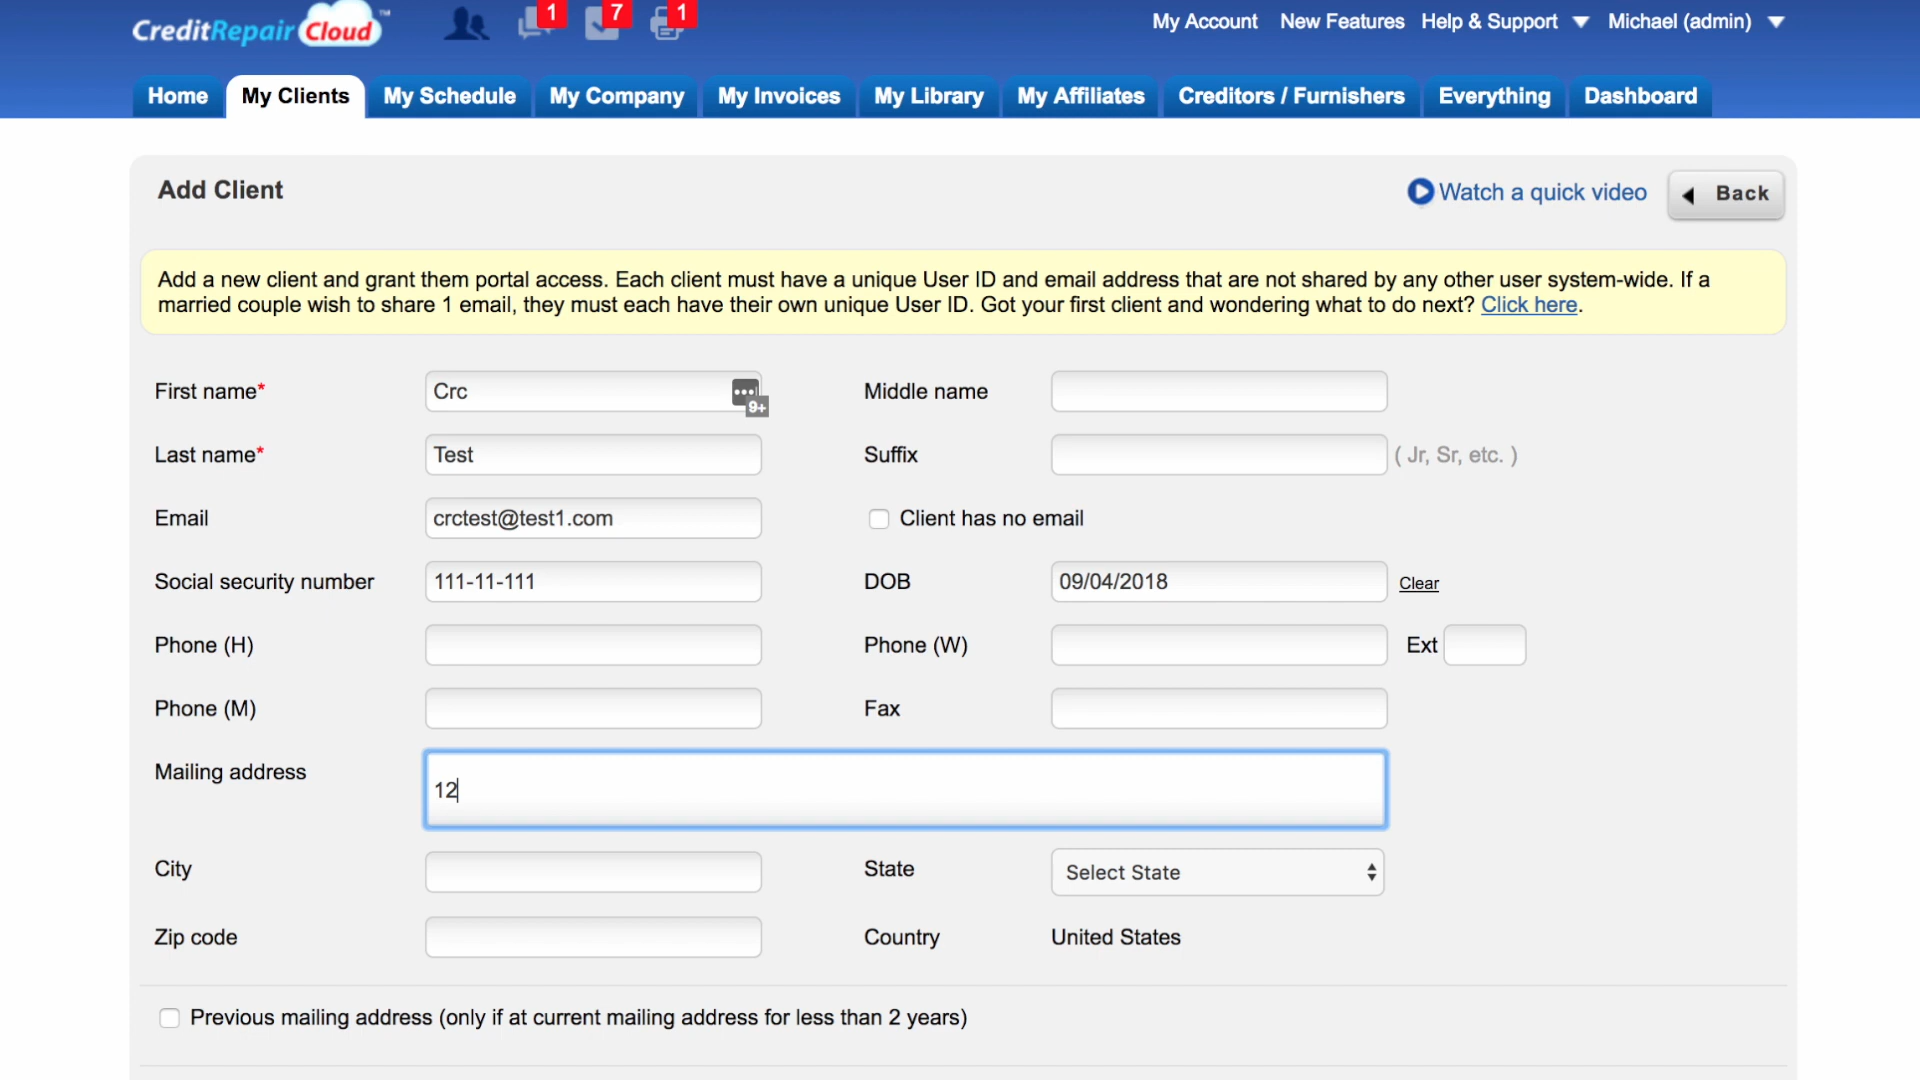 CreditRepair Cloud™ 1 7 1 My Account New Features Help & Support Michael (admin)
Home My Clients My Schedule My Company My Invoices My Library My Affiliates Creditors / Furnishers Everything Dashboard
Add Client Watch a quick video Back
Add a new client and grant them portal access. Each client must have a unique User ID and email address that are not shared by any other user system-wide. If a
married couple wish to share 1 email, they must each have their own unique User ID. Got your first client and wondering what to do next? Click here.
First name* Crc 9+ Middle name
Last name* Test Suffix ( Jr, Sr, etc. )
Email crctest@test1.com Client has no email
Social security number 111-11-111 DOB 09/04/2018 Clear
Phone (H) Phone (W) Ext
Phone (M) Fax
Mailing address 12
City State Select State
Zip code Country United States
Previous mailing address (only if at current mailing address for less than 2 years)